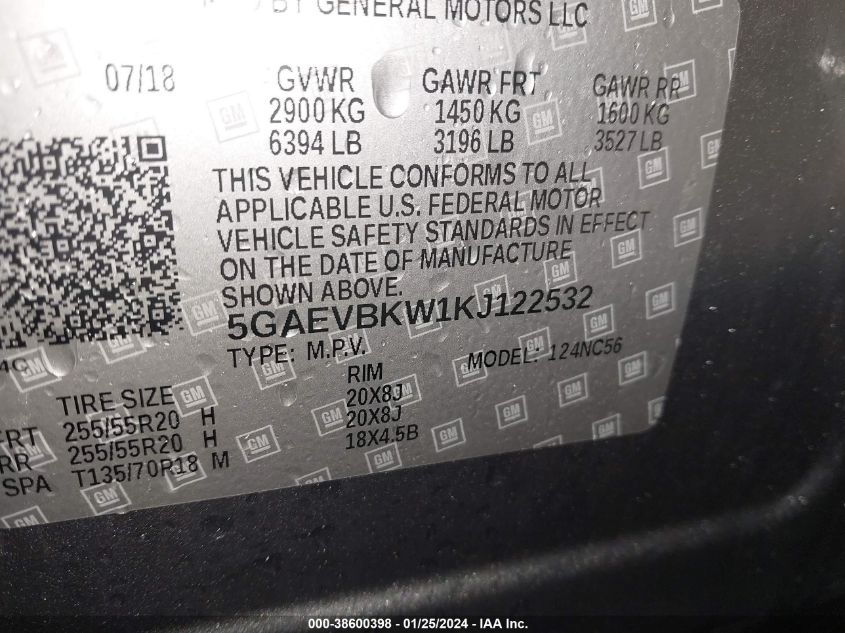 BY GENERAL MOTORS LLC
07/18 GVWR GAWR FRT GAWR RR
2900 KG 1450 KG 1600 KG
6394 LB 3196 LB 3527 LB
THIS VEHICLE CONFORMS TO ALL
APPLICABLE U.S. FEDERAL MOTOR
VEHICLE SAFETY STANDARDS IN EFFECT
ON THE DATE OF MANUFACTURE
SHOWN ABOVE.
5GAEVBKW1KJ122532
TYPE: M.P.V. MODEL: 124NC56
TIRE SIZE RIM
FRT 255/55R20 H 20X8J
RR 255/55R20 H 20X8J
SPA T135/70R18 M 18X4.5B
GM
000-38600398 - 01/25/2024 - IAA Inc.